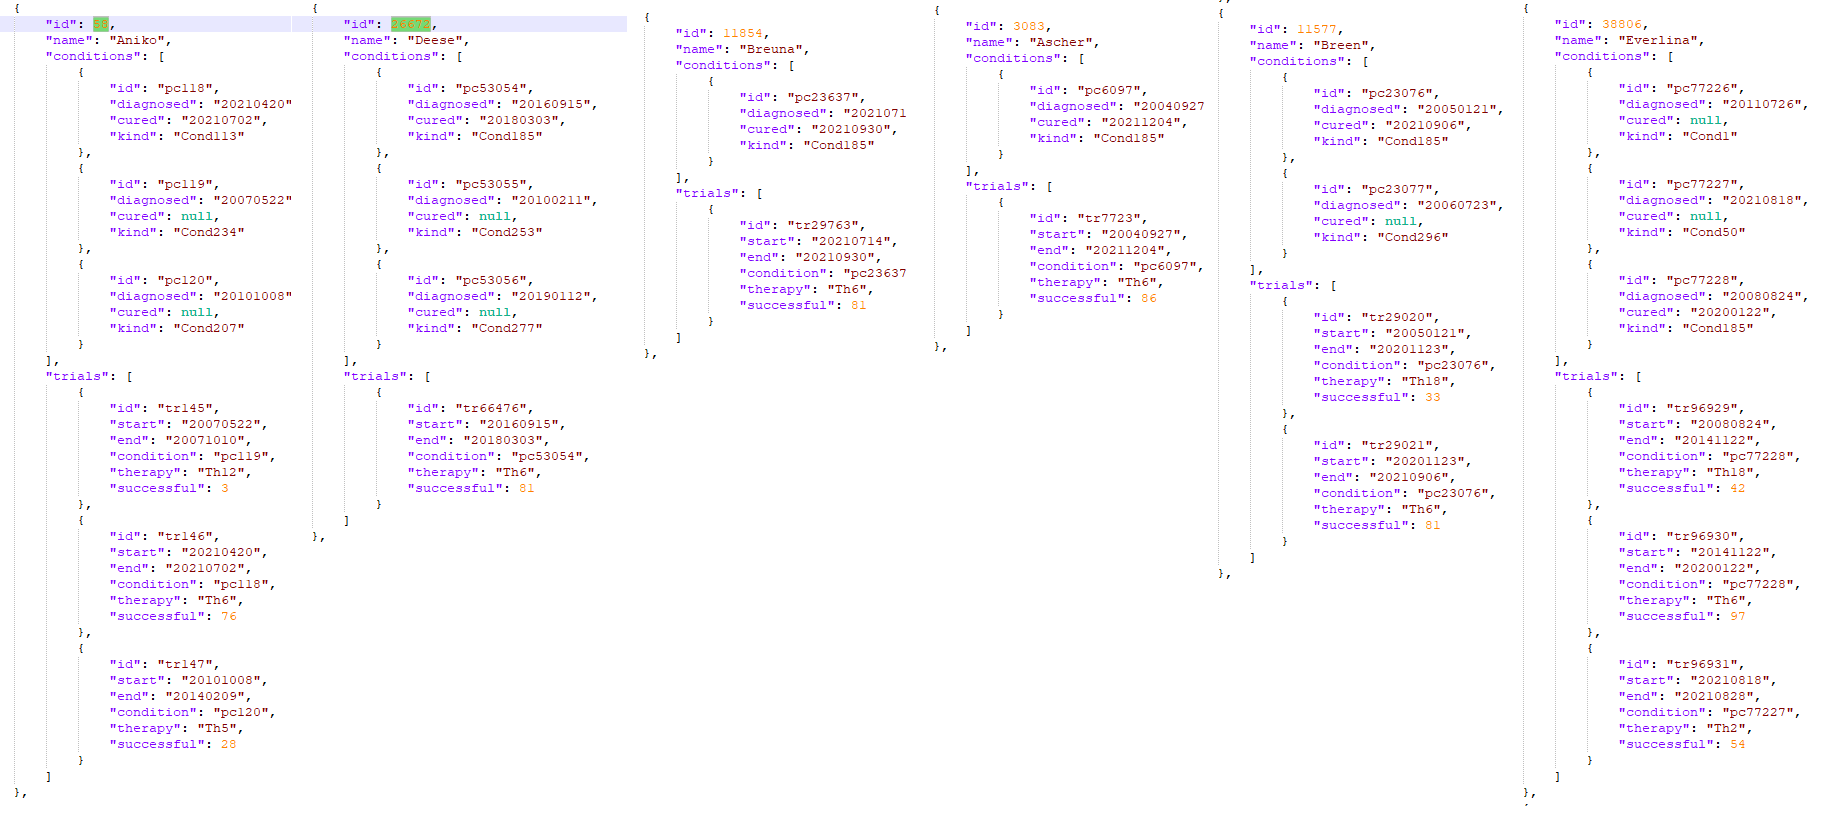 {
"id": 58,
"name": "Aniko",
"conditions": [
{
"id": "pc118",
"diagnosed": "20210420"
"cured": "20210702",
"kind": "Cond113"
},
{
"id": "pc119",
"diagnosed": "20070522"
"cured": null,
"kind": "Cond234"
},
{
"id": "pc120",
"diagnosed": "20101008"
"cured": null,
"kind": "Cond207"
}
],
"trials": [
{
"id": "tr145",
"start": "20070522",
"end": "20071010",
"condition": "pc119",
"therapy": "Th12",
"successful": 3
},
{
"id": "tr146",
"start": "20210420",
"end": "20210702",
"condition": "pc118",
"therapy": "Th6",
"successful": 76
},
{
"id": "tr147",
"start": "20101008",
"end": "20140209",
"condition": "pc120",
"therapy": "Th5",
"successful": 28
}
]
},
{
"id": 26672,
"name": "Deese",
"conditions": [
{
"id": "pc53054",
"diagnosed": "20160915",
"cured": "20180303",
"kind": "Cond185"
},
{
"id": "pc53055",
"diagnosed": "20100211",
"cured": null,
"kind": "Cond253"
},
{
"id": "pc53056",
"diagnosed": "20190112",
"cured": null,
"kind": "Cond277"
}
],
"trials": [
{
"id": "tr66476",
"start": "20160915",
"end": "20180303",
"condition": "pc53054",
"therapy": "Th6",
"successful": 81
}
]
},
{
"id": 11854,
"name": "Breuna",
"conditions": [
{
"id": "pc23637",
"diagnosed": "2021071
"cured": "20210930",
"kind": "Cond185"
}
],
"trials": [
{
"id": "tr29763",
"start": "20210714",
"end": "20210930",
"condition": "pc23637
"therapy": "Th6",
"successful": 81
}
]
},
{
"id": 3083,
"name": "Ascher",
"conditions": [
{
"id": "pc6097",
"diagnosed": "20040927
"cured": "20211204",
"kind": "Cond185"
}
],
"trials": [
{
"id": "tr7723",
"start": "20040927",
"end": "20211204",
"condition": "pc6097",
"therapy": "Th6",
"successful": 86
}
]
},
{
"id": 11577,
"name": "Breen",
"conditions": [
{
"id": "pc23076",
"diagnosed": "20050121",
"cured": "20210906",
"kind": "Cond185"
},
{
"id": "pc23077",
"diagnosed": "20060723",
"cured": null,
"kind": "Cond296"
}
],
"trials": [
{
"id": "tr29020",
"start": "20050121",
"end": "20201123",
"condition": "pc23076",
"therapy": "Th18",
"successful": 33
},
{
"id": "tr29021",
"start": "20201123",
"end": "20210906",
"condition": "pc23076",
"therapy": "Th6",
"successful": 81
}
]
},
{
"id": 38806,
"name": "Everlina",
"conditions": [
{
"id": "pc77226",
"diagnosed": "20110726",
"cured": null,
"kind": "Cond1"
},
{
"id": "pc77227",
"diagnosed": "20210818",
"cured": null,
"kind": "Cond50"
},
{
"id": "pc77228",
"diagnosed": "20080824",
"cured": "20200122",
"kind": "Cond185"
}
],
"trials": [
{
"id": "tr96929",
"start": "20080824",
"end": "20141122",
"condition": "pc77228",
"therapy": "Th18",
"successful": 42
},
{
"id": "tr96930",
"start": "20141122",
"end": "20200122",
"condition": "pc77228",
"therapy": "Th6",
"successful": 97
},
{
"id": "tr96931",
"start": "20210818",
"end": "20210828",
"condition": "pc77227",
"therapy": "Th2",
"successful": 54
}
]
},